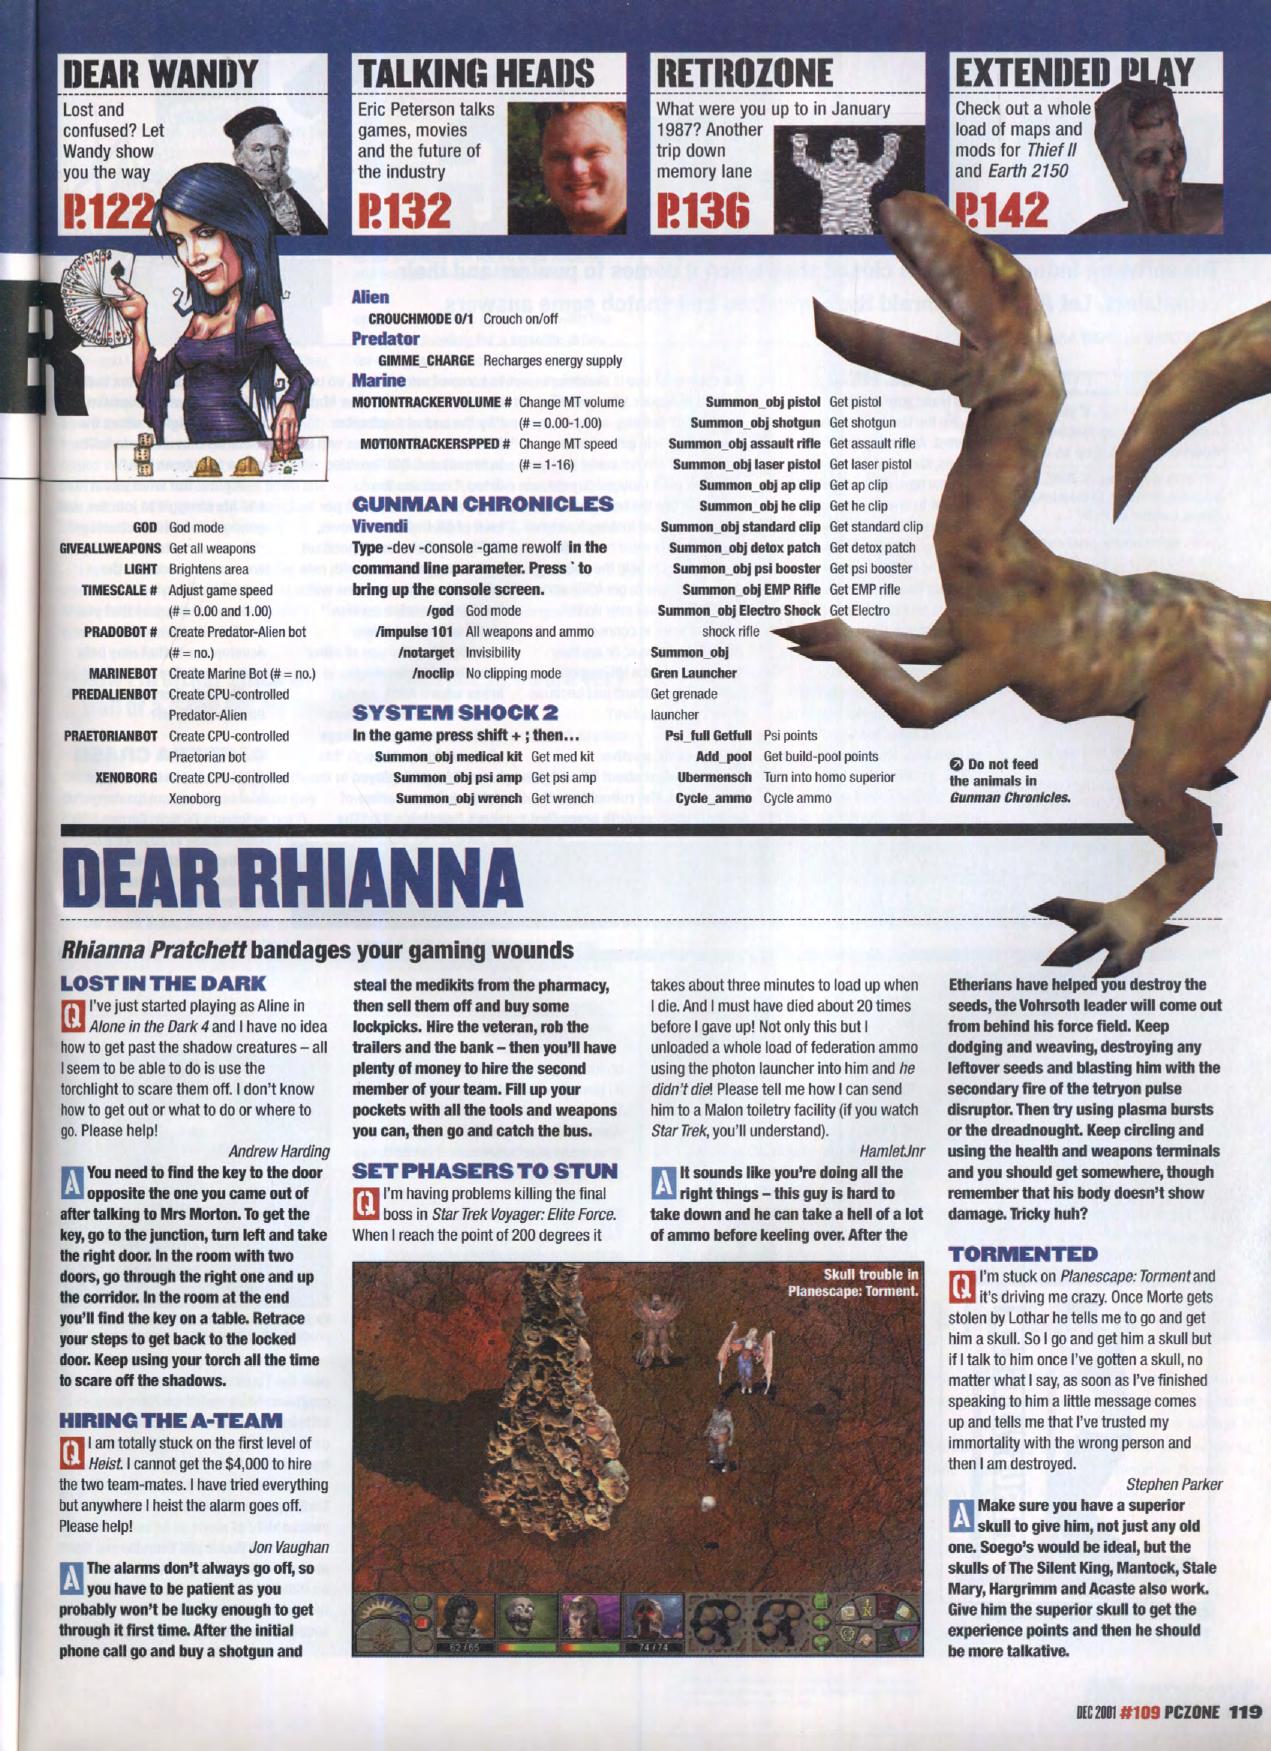 DEAR WANDY
Lost and
confused? Let
Wandy show
you the way
P.122
TALKING HEADS
Eric Peterson talks
games, movies
and the future of
the industry
P.132
RETROZONE
What were you up to in January
1987? Another
trip down
memory lane
P.136
EXTENDED PLAY
Check out a whole
load of maps and
mods for Thief II
and Earth 2150
P.142
R
GOD God mode
GIVEALLWEAPONS Get all weapons
LIGHT Brightens area
TIMESCALE # Adjust game speed
(# = 0.00 and 1.00)
PRADOBOT # Create Predator-Alien bot
(# = no.)
MARINEBOT Create Marine Bot (# = no.)
PREDALIENBOT Create CPU-controlled
Predator-Alien
PRAETORIANBOT Create CPU-controlled
Praetorian bot
XENOBORG Create CPU-controlled
Xenoborg
Alien
CROUCHMODE 0/1 Crouch on/off
Predator
GIMME_CHARGE Recharges energy supply
Marine
MOTIONTRACKERVOLUME # Change MT volume
(# = 0.00-1.00)
MOTIONTRACKERSPPED # Change MT speed
(# = 1-16)
GUNMAN CHRONICLES
Vivendi
Type -dev -console -game rewolf in the
command line parameter. Press ` to
bring up the console screen.
/god God mode
/impulse 101 All weapons and ammo
/notarget Invisibility
/noclip No clipping mode
SYSTEM SHOCK 2
In the game press shift + ; then...
Summon_obj medical kit Get med kit
Summon_obj psi amp Get psi amp
Summon_obj wrench Get wrench
Summon_obj pistol Get pistol
Summon_obj shotgun Get shotgun
Summon_obj assault rifle Get assault rifle
Summon_obj laser pistol Get laser pistol
Summon_obj ap clip Get ap clip
Summon_obj he clip Get he clip
Summon_obj standard clip Get standard clip
Summon_obj detox patch Get detox patch
Summon_obj psi booster Get psi booster
Summon_obj EMP Rifle Get EMP rifle
Summon_obj Electro Shock Get Electro
shock rifle
Summon_obj
Gren Launcher
Get grenade
launcher
Psi_full Getfull Psi points
Add_pool Get build-pool points
Ubermensch Turn into homo superior
Cycle_ammo Cycle ammo
Do not feed
the animals in
Gunman Chronicles.
DEAR RHIANNA
Rhianna Pratchett bandages your gaming wounds
LOST IN THE DARK
Q I've just started playing as Aline in
Alone in the Dark 4 and I have no idea
how to get past the shadow creatures – all
I seem to be able to do is use the
torchlight to scare them off. I don't know
how to get out or what to do or where to
go. Please help!
Andrew Harding
A You need to find the key to the door
opposite the one you came out of
after talking to Mrs Morton. To get the
key, go to the junction, turn left and take
the right door. In the room with two
doors, go through the right one and up
the corridor. In the room at the end
you'll find the key on a table. Retrace
your steps to get back to the locked
door. Keep using your torch all the time
to scare off the shadows.
HIRING THE A-TEAM
Q I am totally stuck on the first level of
Heist. I cannot get the $4,000 to hire
the two team-mates. I have tried everything
but anywhere I heist the alarm goes off.
Please help!
Jon Vaughan
A The alarms don't always go off, so
you have to be patient as you
probably won't be lucky enough to get
through it first time. After the initial
phone call go and buy a shotgun and
steal the medikits from the pharmacy,
then sell them off and buy some
lockpicks. Hire the veteran, rob the
trailers and the bank – then you'll have
plenty of money to hire the second
member of your team. Fill up your
pockets with all the tools and weapons
you can, then go and catch the bus.
SET PHASERS TO STUN
Q I'm having problems killing the final
boss in Star Trek Voyager: Elite Force.
When I reach the point of 200 degrees it
takes about three minutes to load up when
I die. And I must have died about 20 times
before I gave up! Not only this but I
unloaded a whole load of federation ammo
using the photon launcher into him and he
didn't die! Please tell me how I can send
him to a Malon toiletry facility (if you watch
Star Trek, you'll understand).
HamletJnr
A It sounds like you're doing all the
right things – this guy is hard to
take down and he can take a hell of a lot
of ammo before keeling over. After the
Etherians have helped you destroy the
seeds, the Vohrsoth leader will come out
from behind his force field. Keep
dodging and weaving, destroying any
leftover seeds and blasting him with the
secondary fire of the tetryon pulse
disruptor. Then try using plasma bursts
or the dreadnought. Keep circling and
using the health and weapons terminals
and you should get somewhere, though
remember that his body doesn't show
damage. Tricky huh?
Skull trouble in
Planescape: Torment.
62/65
74/74
TORMENTED
Q I'm stuck on Planescape: Torment and
it's driving me crazy. Once Morte gets
stolen by Lothar he tells me to go and get
him a skull. So I go and get him a skull but
if I talk to him once I've gotten a skull, no
matter what I say, as soon as I've finished
speaking to him a little message comes
up and tells me that I've trusted my
immortality with the wrong person and
then I am destroyed.
Stephen Parker
A Make sure you have a superior
skull to give him, not just any old
one. Soego's would be ideal, but the
skulls of The Silent King, Mantock, Stale
Mary, Hargrimm and Acaste also work.
Give him the superior skull to get the
experience points and then he should
be more talkative.
DEC 2001 #109 PCZONE 119